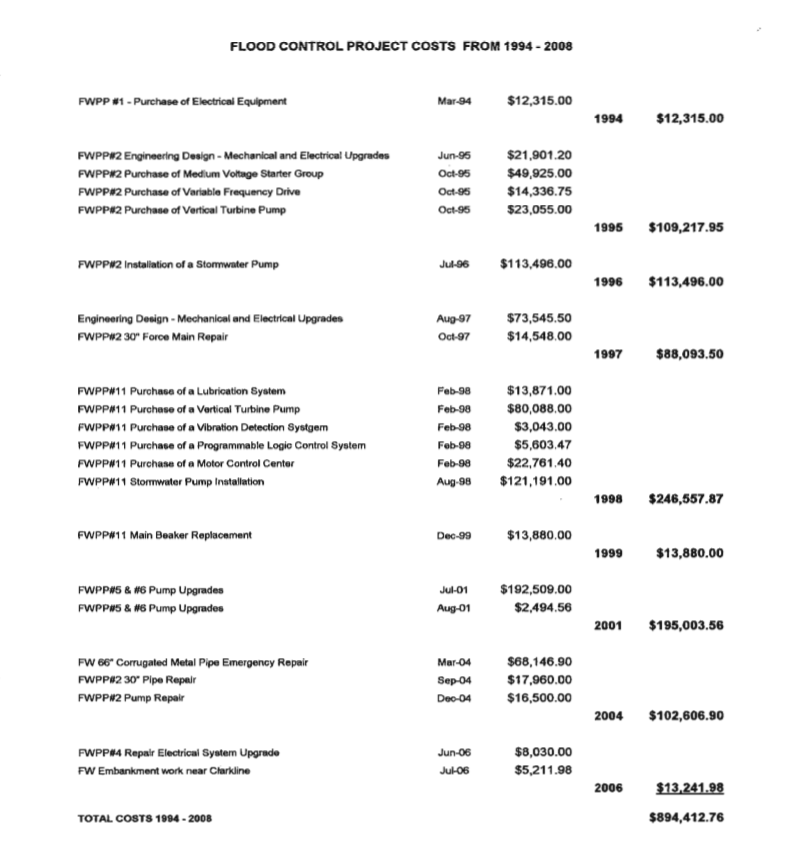 FLOOD CONTROL PROJECT COSTS FROM 1994 - 2008
FWPP #1 - Purchase of Electrical Equipment Mar-94 $12,315.00
1994 $12,315.00
FWPP#2 Engineering Design - Mechanical and Electrical Upgrades Jun-95 $21,901.20
FWPP#2 Purchase of Medium Voltage Starter Group Oct-95 $49,925.00
FWPP#2 Purchase of Variable Frequency Drive Oct-95 $14,336.75
FWPP#2 Purchase of Vertical Turbine Pump Oct-95 $23,055.00
1995 $109,217.95
FWPP#2 Installation of a Stormwater Pump Jul-96 $113,496.00
1996 $113,496.00
Engineering Design - Mechanical and Electrical Upgrades Aug-97 $73,545.50
FWPP#2 30" Force Main Repair Oct-97 $14,548.00
1997 $88,093.50
FWPP#11 Purchase of a Lubrication System Feb-98 $13,871.00
FWPP#11 Purchase of a Vertical Turbine Pump Feb-98 $80,088.00
FWPP#11 Purchase of a Vibration Detection Systgem Feb-98 $3,043.00
FWPP#11 Purchase of a Programmable Logic Control System Feb-98 $5,603.47
FWPP#11 Purchase of a Motor Control Center Feb-98 $22,761.40
FWPP#11 Stormwater Pump Installation Aug-98 $121,191.00
1998 $246,557.87
FWPP#11 Main Beaker Replacement Dec-99 $13,880.00
1999 $13,880.00
FWPP#5 & #6 Pump Upgrades Jul-01 $192,509.00
FWPP#5 & #6 Pump Upgrades Aug-01 $2,494.56
2001 $195,003.56
FW 66" Corrugated Metal Pipe Emergency Repair Mar-04 $68,146.90
FWPP#2 30" Pipe Repair Sep-04 $17,960.00
FWPP#2 Pump Repair Dec-04 $16,500.00
2004 $102,606.90
FWPP#4 Repair Electrical System Upgrade Jun-06 $8,030.00
FW Embankment work near Clarkline Jul-06 $5,211.98
2006 $13,241.98
TOTAL COSTS 1994 - 2008 $894,412.76